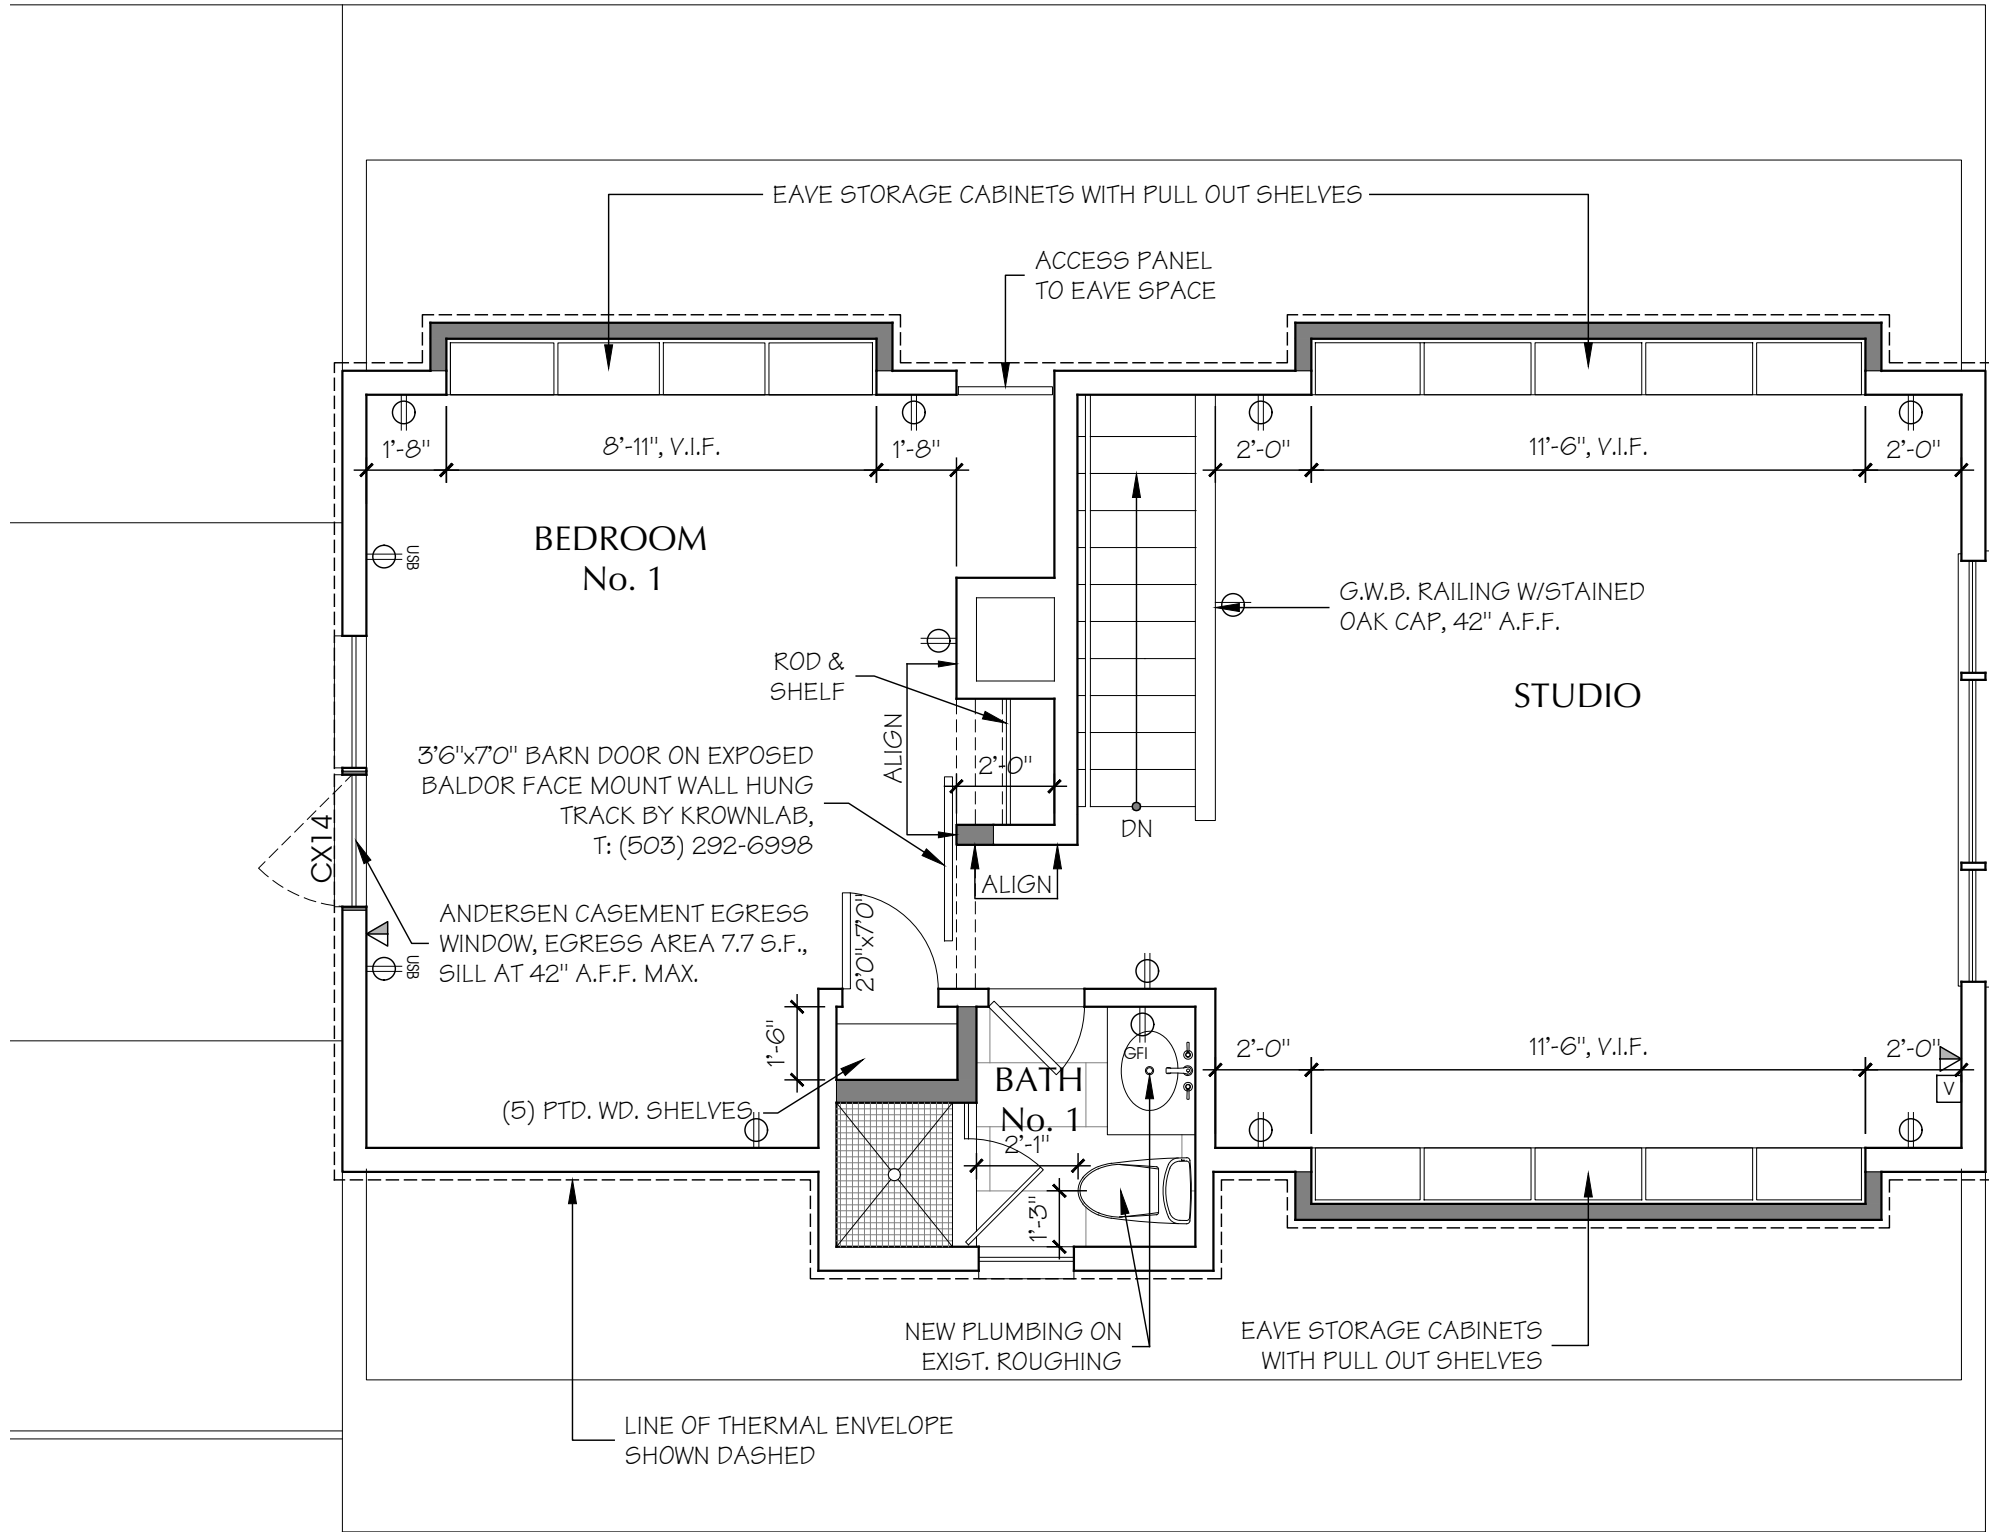 EAVE STORAGE CABINETS WITH PULL OUT SHELVES
ACCESS PANEL
TO EAVE SPACE
1'-8"
8'-11", V.I.F.
1'-8"
2'-0"
11'-6", V.I.F.
2'-0"
BEDROOM
No. 1
USB
G.W.B. RAILING W/STAINED
OAK CAP, 42" A.F.F.
ROD &
SHELF
STUDIO
ALIGN
3'6"x7'0" BARN DOOR ON EXPOSED
BALDOR FACE MOUNT WALL HUNG
TRACK BY KROWNLAB,
T: (503) 292-6998
2'-0"
DN
CX14
ALIGN
ANDERSEN CASEMENT EGRESS
WINDOW, EGRESS AREA 7.7 S.F.,
SILL AT 42" A.F.F. MAX.
USB
2'0"x7'0"
1'-6"
GFI
2'-0"
11'-6", V.I.F.
2'-0"
V
BATH
No. 1
(5) PTD. WD. SHELVES
2'-1"
1'-3"
NEW PLUMBING ON
EXIST. ROUGHING
EAVE STORAGE CABINETS
WITH PULL OUT SHELVES
LINE OF THERMAL ENVELOPE
SHOWN DASHED